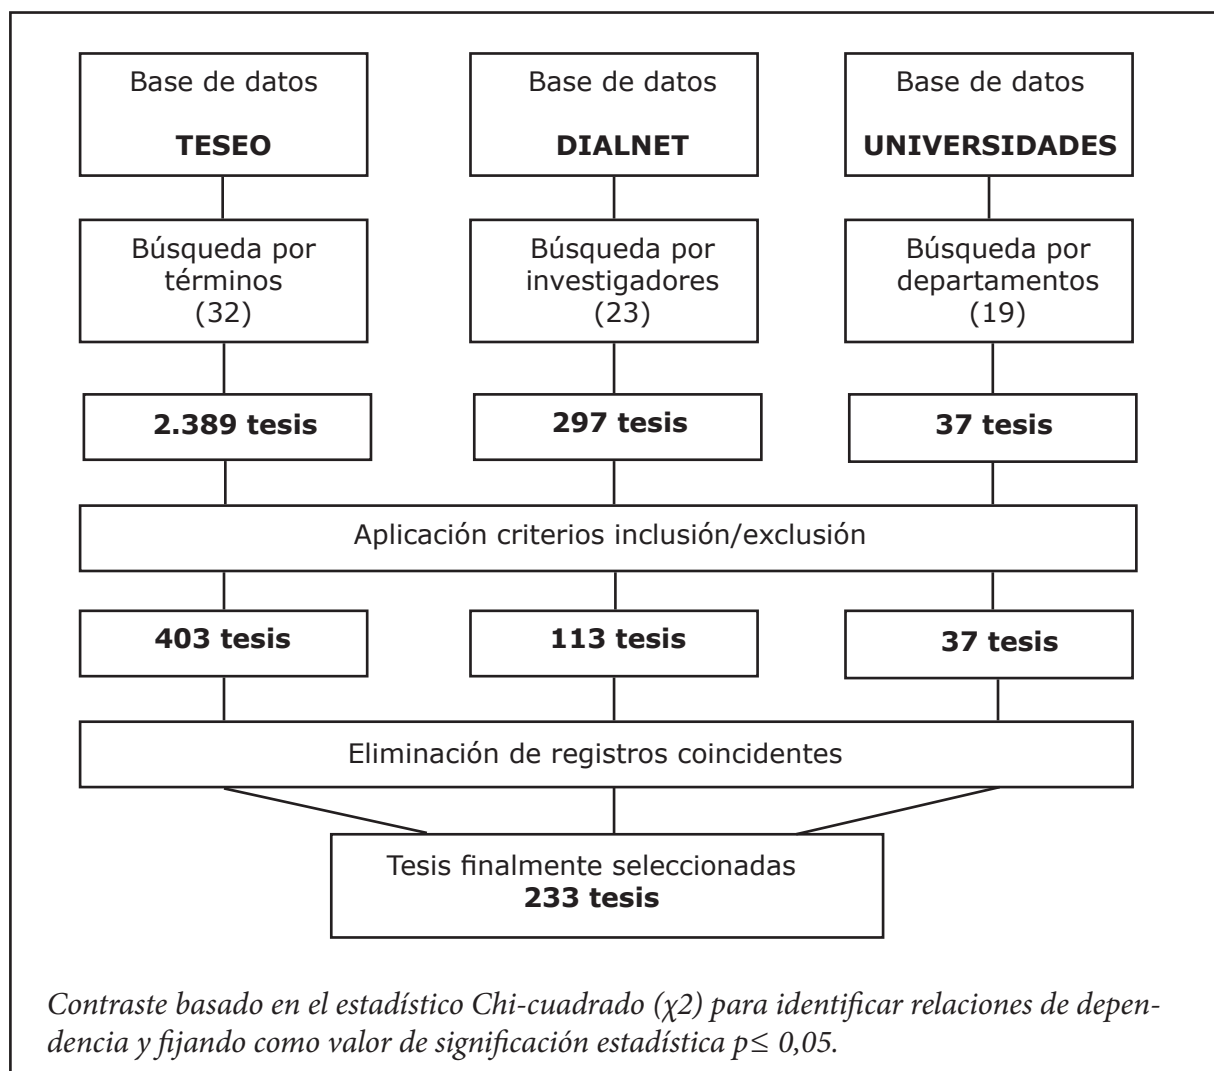 Base de datos
TESEO
Base de datos
DIALNET
Base de datos
UNIVERSIDADES
Búsqueda por
términos
(32)
Búsqueda por
investigadores
(23)
Búsqueda por
departamentos
(19)
2.389 tesis
297 tesis
37 tesis
Aplicación criterios inclusión/exclusión
403 tesis
113 tesis
37 tesis
Eliminación de registros coincidentes
Tesis finalmente seleccionadas
233 tesis
Contraste basado en el estadístico Chi-cuadrado (χ2) para identificar relaciones de depen-
dencia y fijando como valor de significación estadística p≤ 0,05.